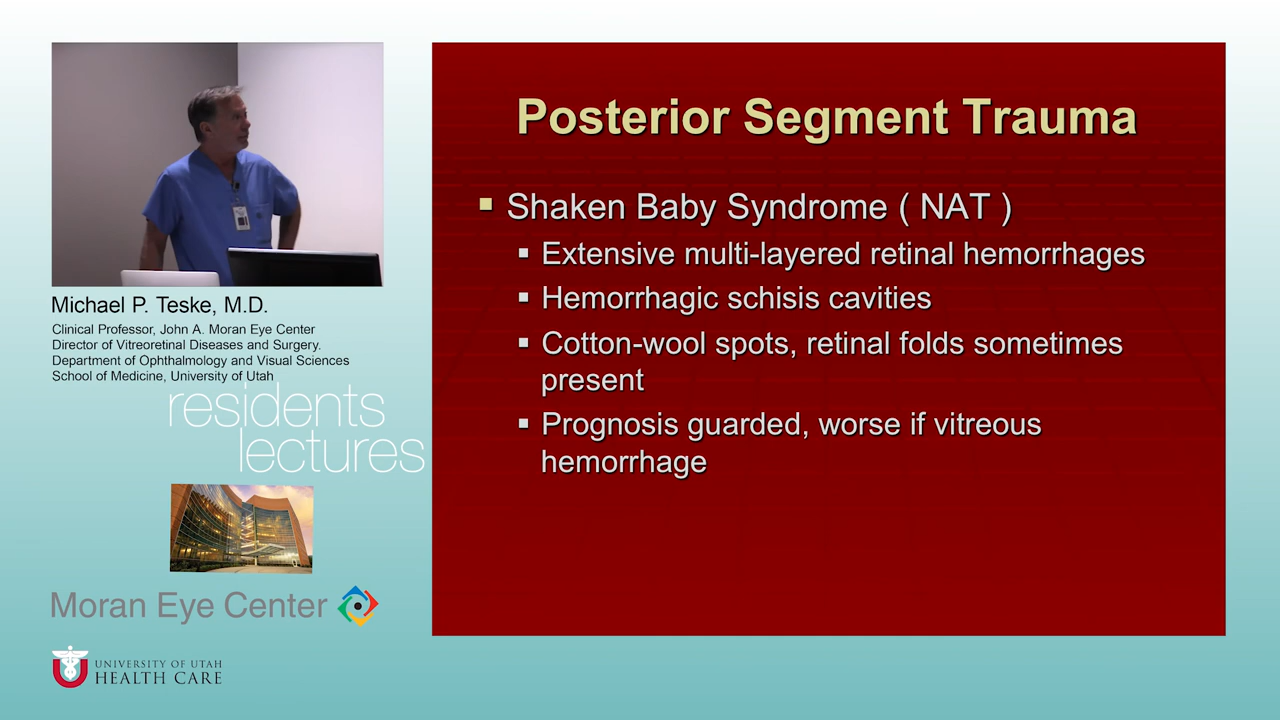 Posterior Segment Trauma
Shaken Baby Syndrome ( NAT )
Extensive multi-layered retinal hemorrhages
Hemorrhagic schisis cavities
Cotton-wool spots, retinal folds sometimes
present
Prognosis guarded, worse if vitreous
hemorrhage
Michael P. Teske, M.D.
Clinical Professor, John A. Moran Eye Center
Director of Vitreoretinal Diseases and Surgery.
Department of Ophthalmology and Visual Sciences
School of Medicine, University of Utah
residents
lectures
Moran Eye Center
UNIVERSITY OF UTAH
HEALTH CARE